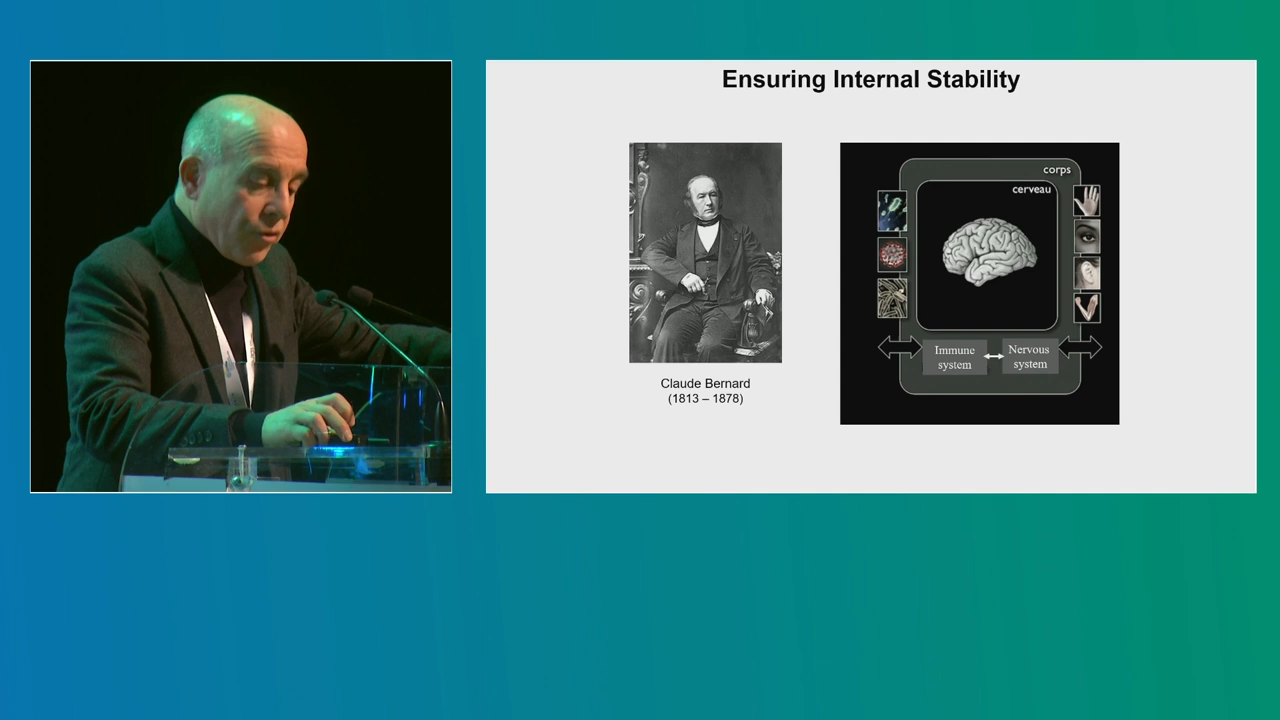 Ensuring Internal Stability
corps
cerveau
Immune
system
Nervous
system
Claude Bernard
(1813 – 1878)